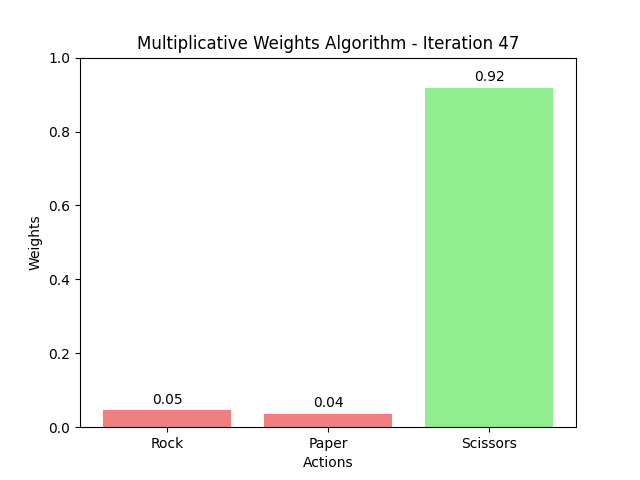 Multiplicative Weights Algorithm - Iteration 47
1.0
0.92
0.8
0.6
Weights
0.4
0.2
0.05
0.04
0.0
Rock Paper Scissors
Actions